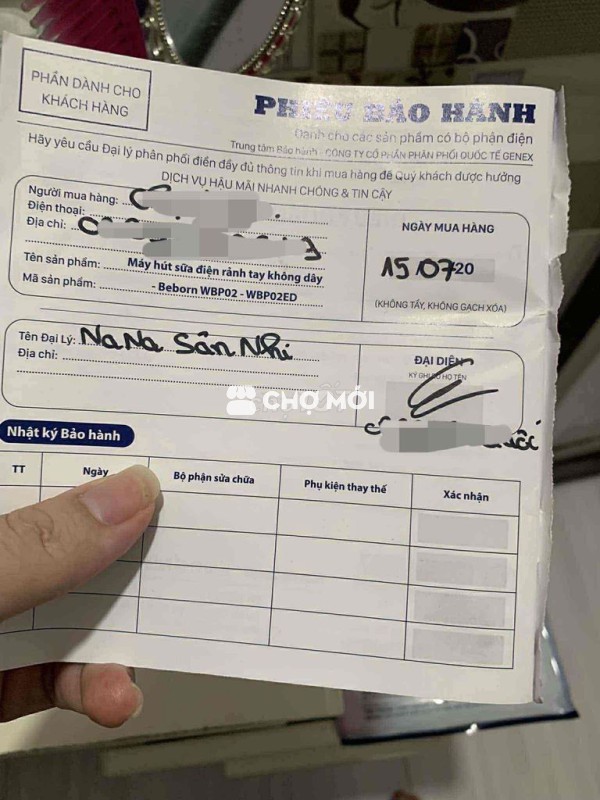 PHẦN DÀNH CHO
KHÁCH HÀNG
PHIẾU BẢO HÀNH
Dành cho các sản phẩm có bộ phận điện
Trung tâm Bảo hành : CÔNG TY CỔ PHẦN PHÂN PHỐI QUỐC TẾ GENEX
Hãy yêu cầu Đại lý phân phối điền đầy đủ thông tin khi mua hàng để Quý khách được hưởng
DỊCH VỤ HẬU MÃI NHANH CHÓNG & TIN CẬY
Người mua hàng:
Điện thoại:
Địa chỉ:
Tên sản phẩm: Máy hút sữa điện rảnh tay không dây
Mã sản phẩm: - Beborn WBP02 - WBP02ED
NGÀY MUA HÀNG
15 07 20
(KHÔNG TẨY, KHÔNG GẠCH XÓA)
Tên Đại Lý: NaNa Sản Nhi
Địa chỉ:
ĐẠI DIỆN
KÝ GHI RÕ HỌ TÊN
CHỢ MỚI
Nhật ký Bảo hành
TT Ngày Bộ phận sửa chữa Phụ kiện thay thế Xác nhận